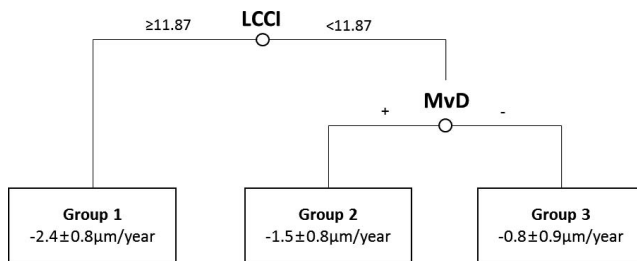 LCCI
≥11.87
<11.87
MvD
+
-
Group 1
-2.4±0.8µm/year
Group 2
-1.5±0.8µm/year
Group 3
-0.8±0.9µm/year